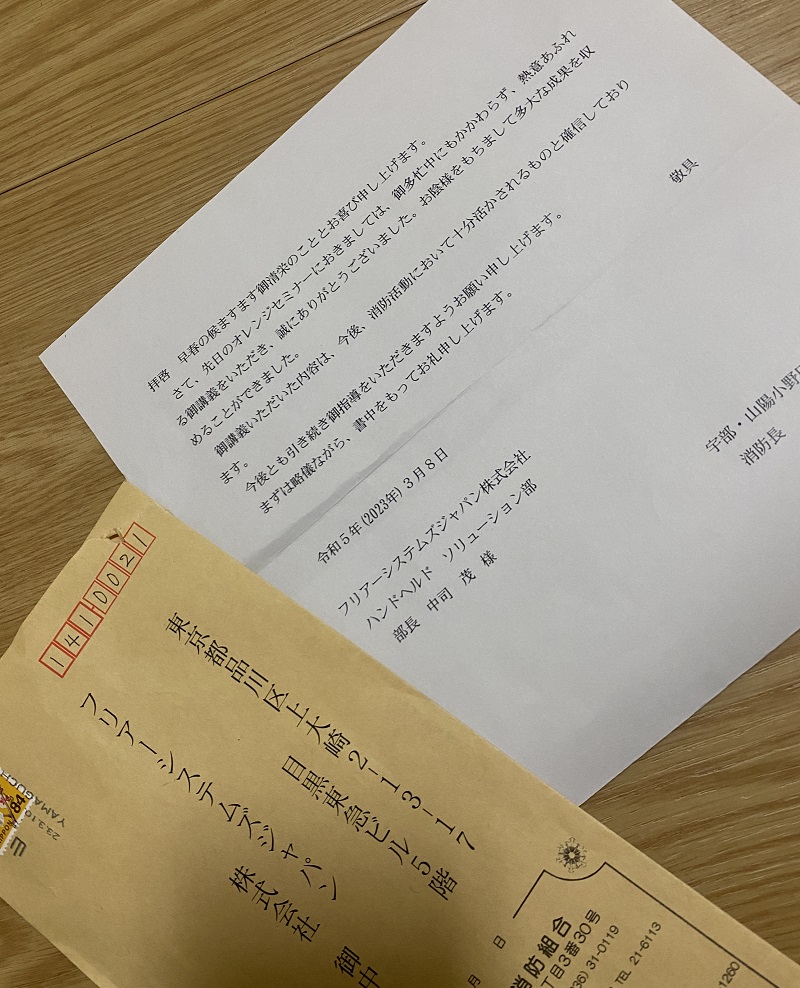 拝啓　早春の候ますます御清栄のこととお喜び申し上げます。
さて、先日のオレンジセミナーにおきましては、御多忙中にもかかわらず、熱意あふれ
る御講義をいただき、誠にありがとうございました。お陰様をもちまして多大な成果を収
めることができました。
御講義いただいた内容は、今後、消防活動において十分活かされるものと確信しており
ます。
今後とも引き続き御指導をいただきますようお願い申し上げます。
まずは略儀ながら、書中をもってお礼申し上げます。
敬具
令和5年(2023年)3月8日
フリアーシステムズジャパン株式会社
ハンドヘルド　ソリューション部
部長　中司　茂　様
宇部・山陽小野田
消防長
1410021
東京都品川区上大崎2-13-17
目黒東急ビル5階
フリアーシステムズジャパン
株式会社　御中
23.3.10
NIPPON 84
月　日
消防組合
丁目3番30号
36) 31-0119
TEL 21-6113
1260